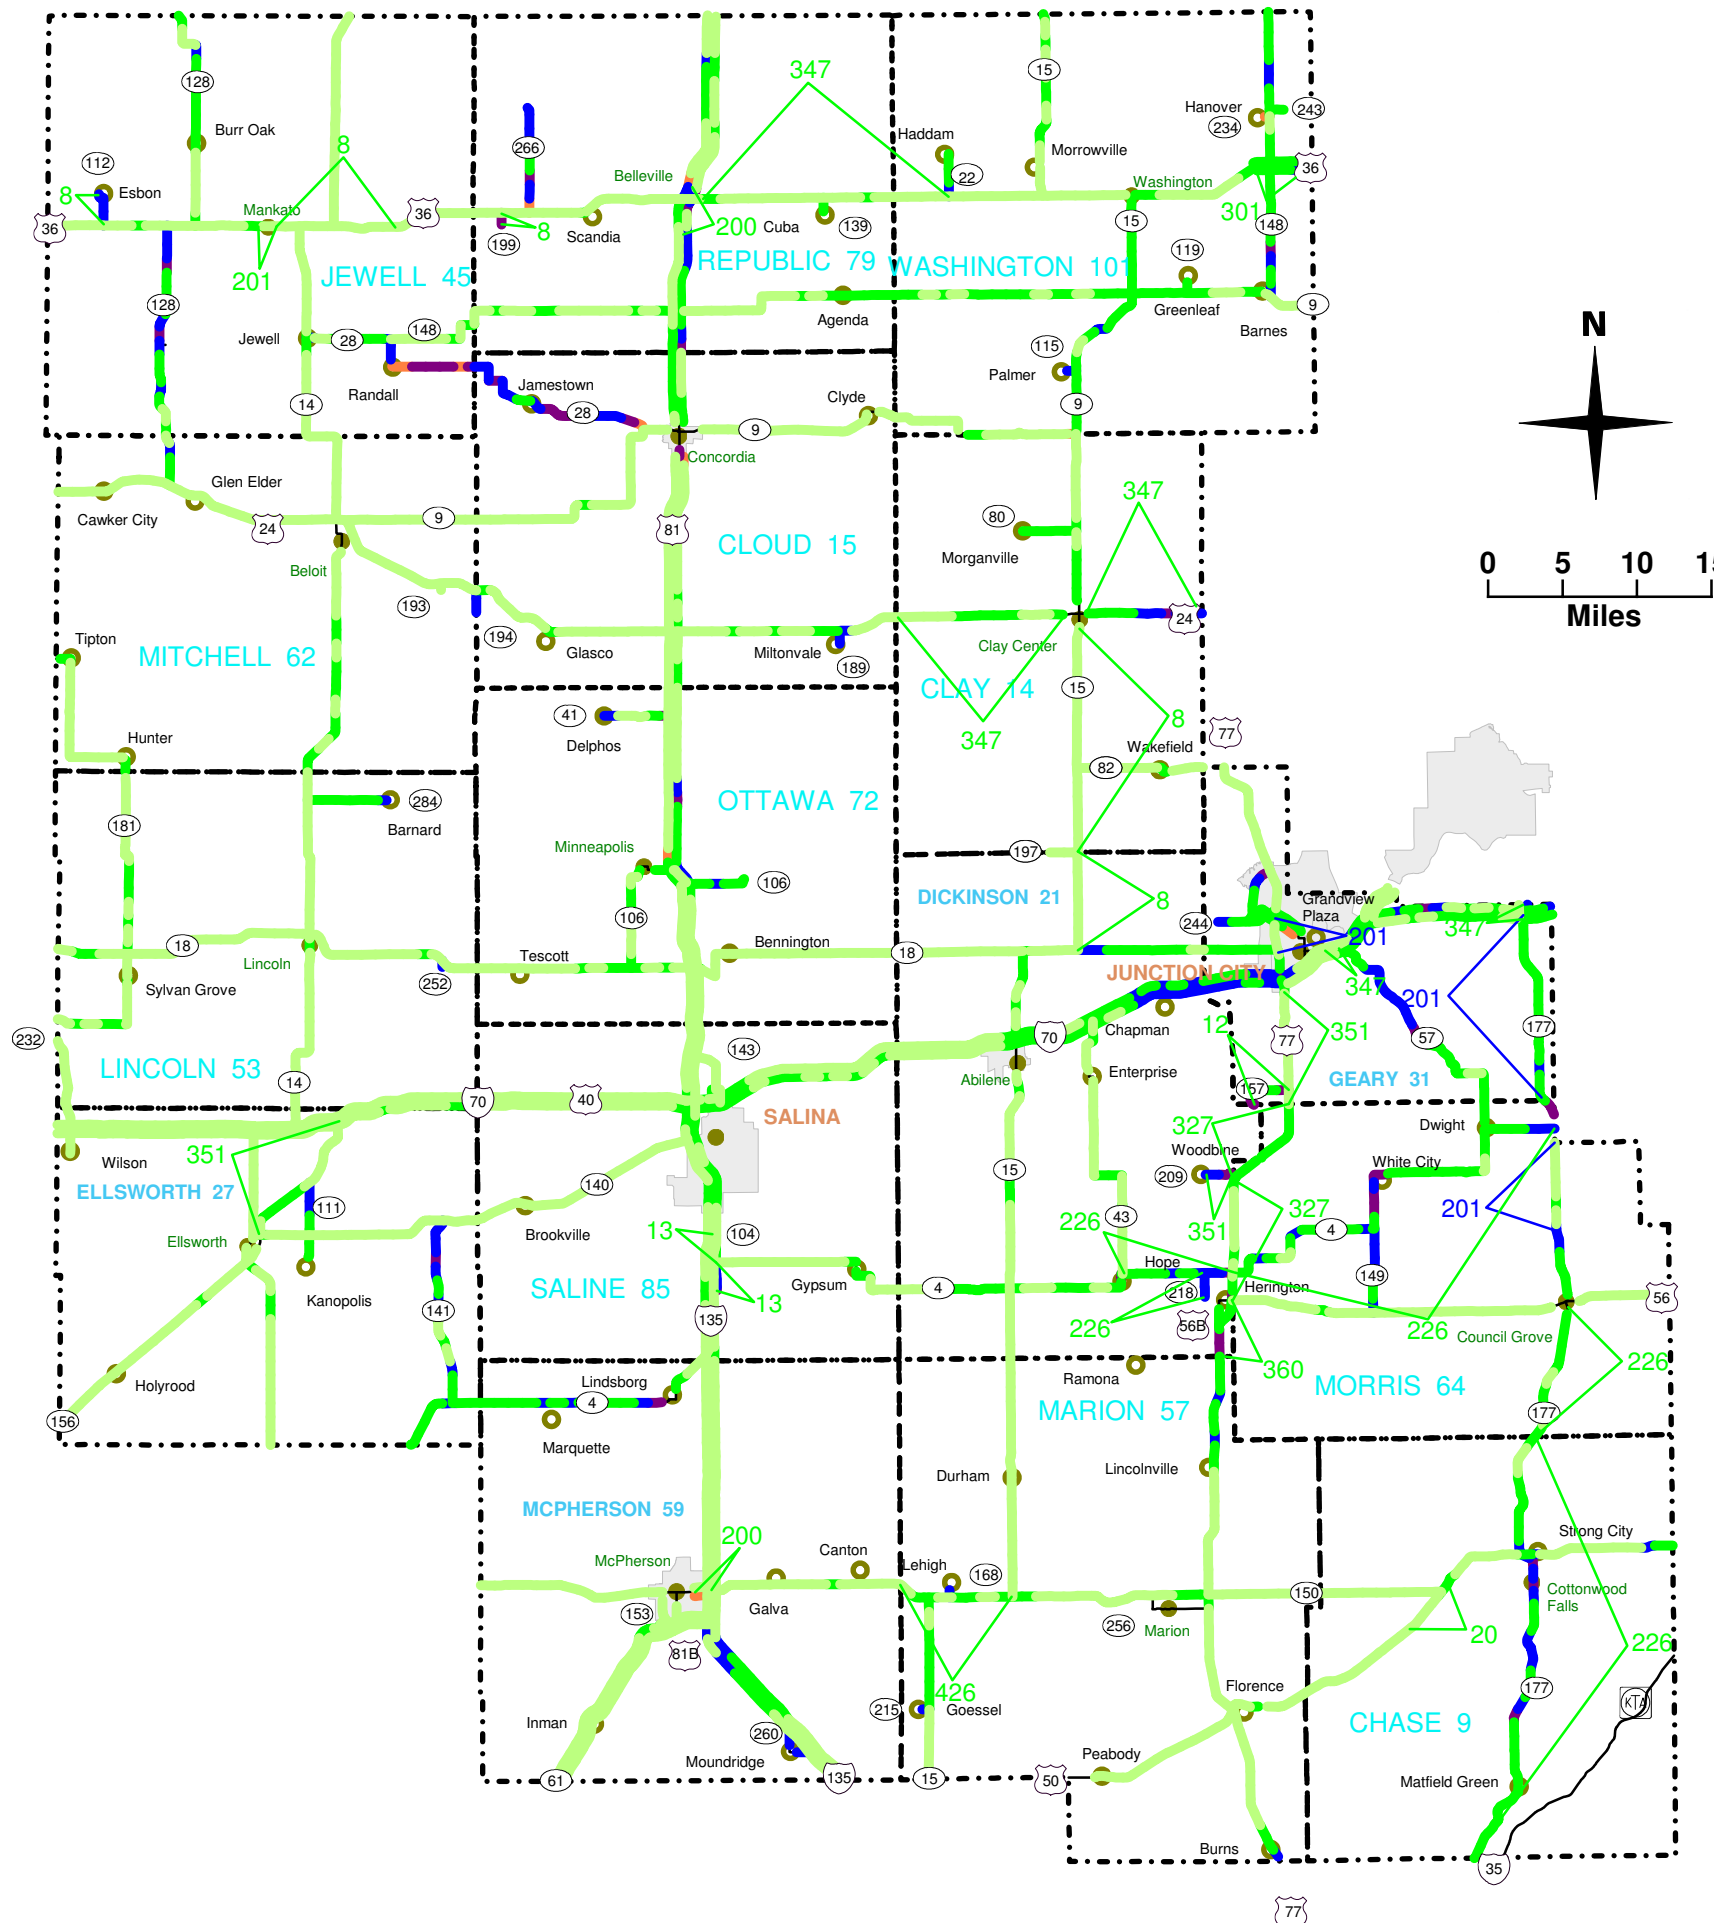 347
128
15
Hanover
243
234
Burr Oak
8
Haddam
Morrowville
266
112
Esbon
8
Belleville
22
Washington
36
Mankato
36
36
199
8
Scandia
200
Cuba
139
15
301
148
201
JEWELL 45
REPUBLIC 79
WASHINGTON 101
119
128
Agenda
Greenleaf
9
Barnes
Jewell
28
148
115
N
Randall
Jamestown
Palmer
14
28
Clyde
9
9
Concordia
Glen Elder
Cawker City
24
9
347
80
81
CLOUD 15
Morganville
0 5 10
Miles
Beloit
193
194
Glasco
Miltonvale
189
24
Clay Center
Tipton
MITCHELL 62
CLAY 14
15
41
Delphos
347
8
77
Hunter
Wakefield
82
284
Barnard
OTTAWA 72
181
Minneapolis
197
106
106
DICKINSON 21
8
Grandview
Plaza
244
347
201
18
Lincoln
Bennington
18
Tescott
252
JUNCTION CITY
Sylvan Grove
347
201
232
Chapman
12
351
177
57
70
77
143
LINCOLN 53
14
Abilene
Enterprise
GEARY 31
157
70
40
SALINA
327
Dwight
351
Wilson
Woodbine
White City
ELLSWORTH 27
140
15
209
111
Brookville
226
43
351
327
201
4
Ellsworth
13
104
Hope
Gypsum
149
Kanopolis
SALINE 85
4
218
Herington
56
141
13
135
226
56B
226
Council Grove
360
226
Holyrood
Lindsborg
Ramona
MORRIS 64
4
MARION 57
156
177
Marquette
Durham
Lincolnville
MCPHERSON 59
200
Strong City
McPherson
Canton
Lehigh
168
Cottonwood
Falls
150
153
Galva
256
Marion
20
226
81B
Florence
426
177
KTA
215
Goessel
Inman
260
CHASE 9
Moundridge
Peabody
61
135
15
50
Matfield Green
Burns
35
77